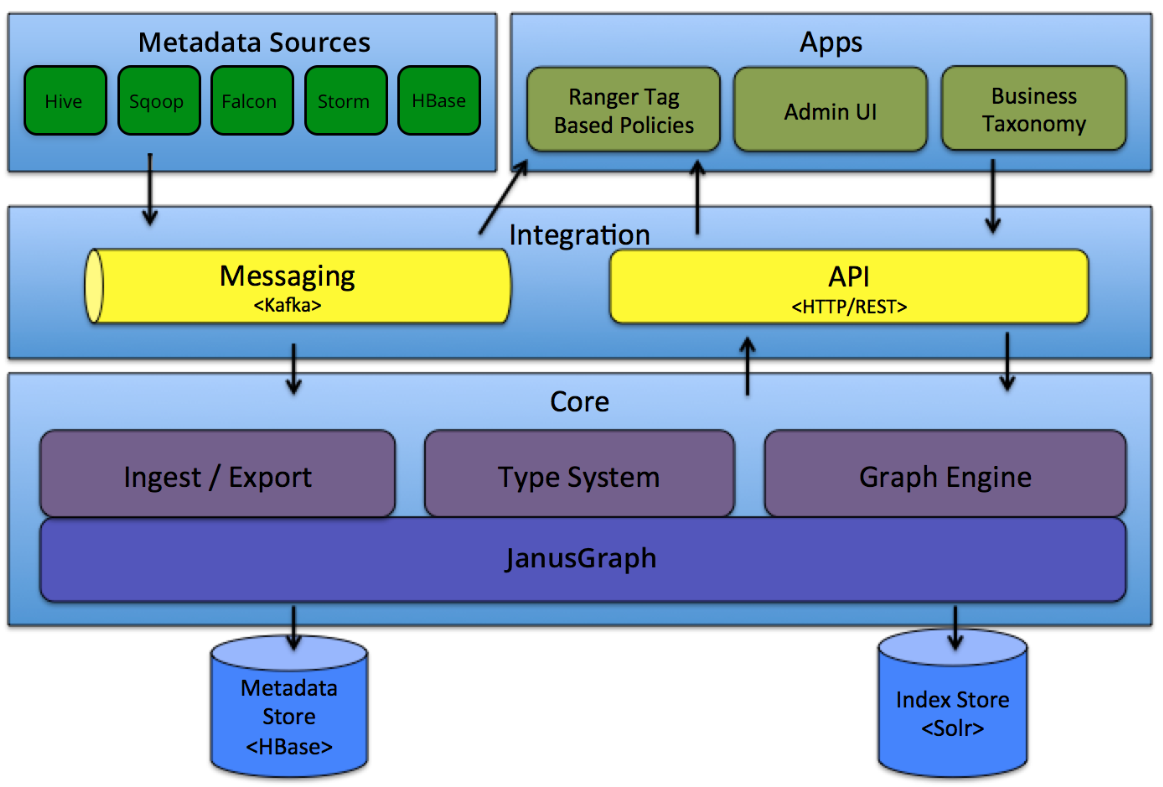 Metadata Sources
Hive
Sqoop
Falcon
Storm
HBase
Apps
Ranger Tag
Based Policies
Admin UI
Business
Taxonomy
Integration
Messaging
<Kafka>
API
<HTTP/REST>
Core
Ingest / Export
Type System
Graph Engine
JanusGraph
Metadata
Store
<HBase>
Index Store
<Solr>